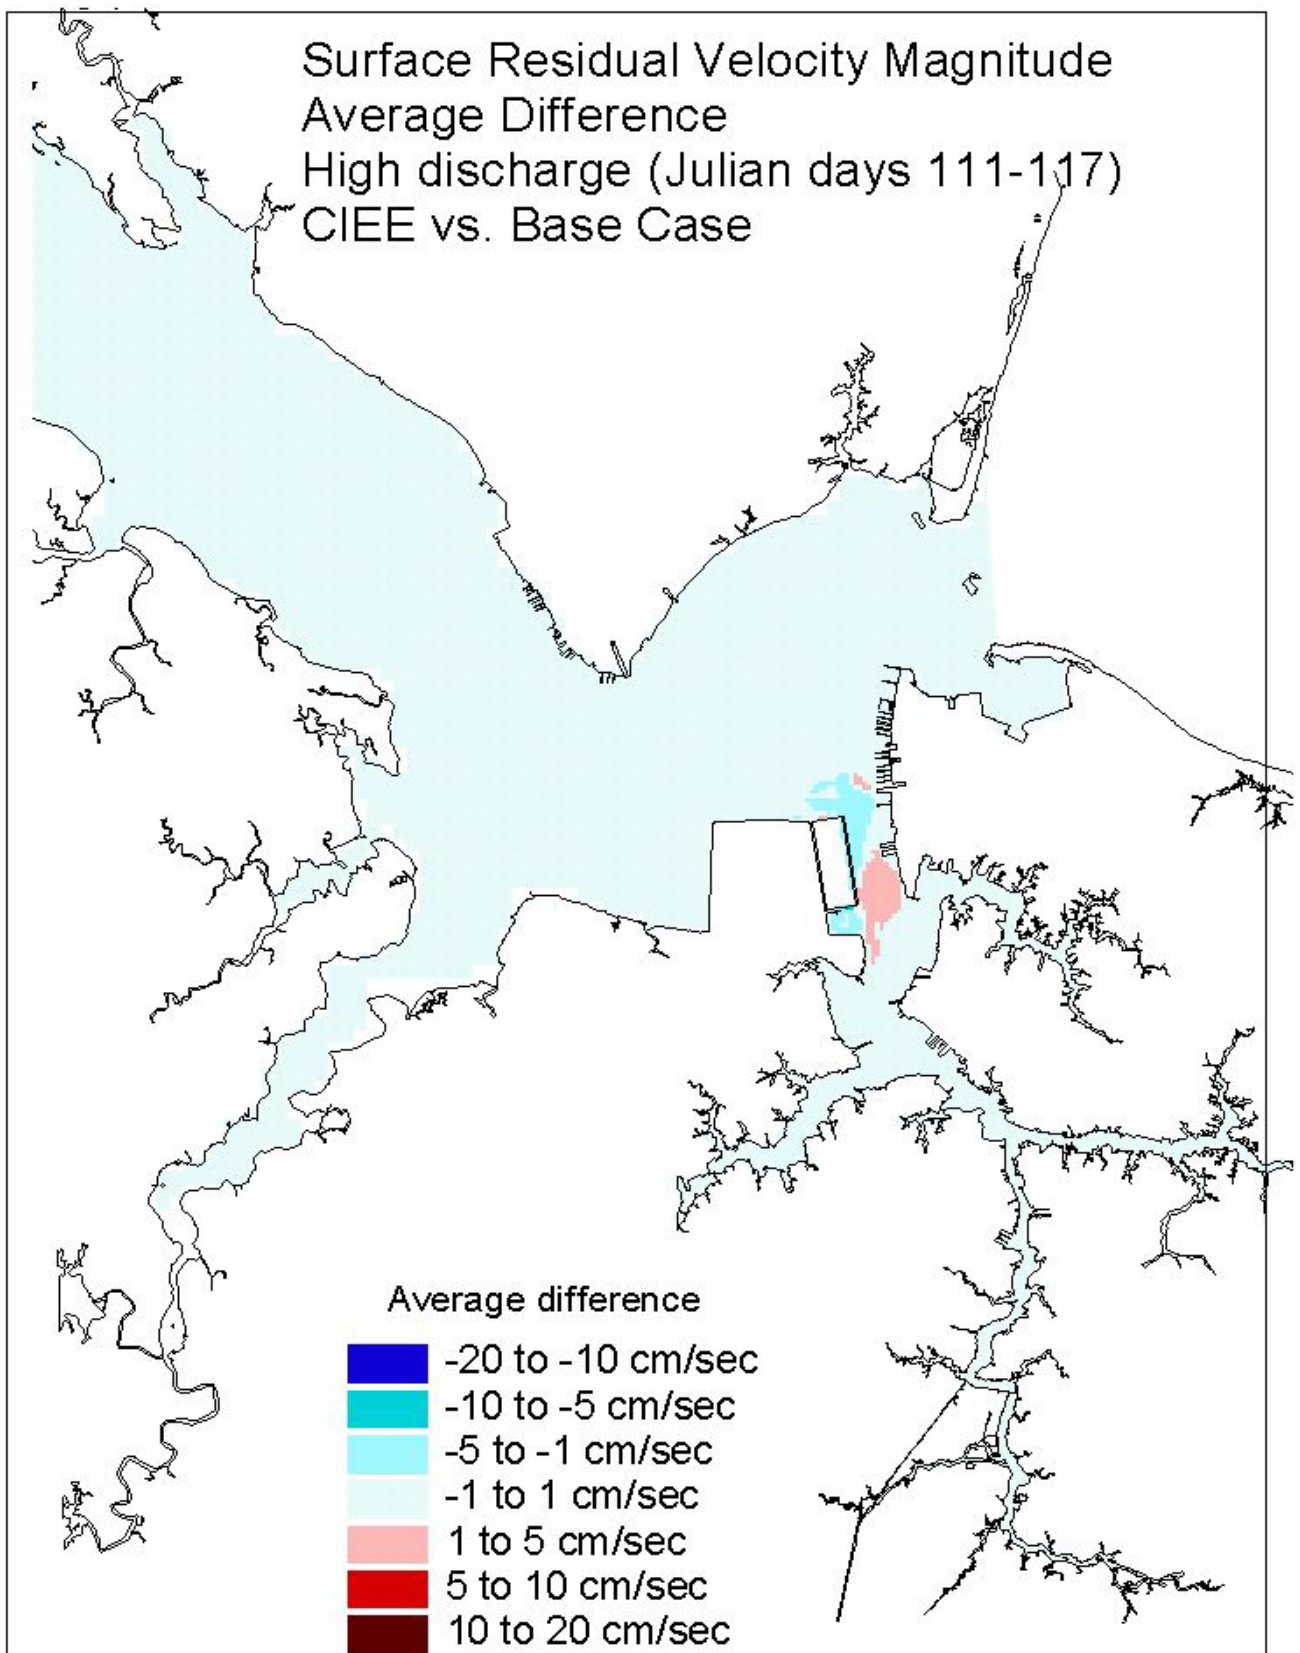 Surface Residual Velocity Magnitude
Average Difference
High discharge (Julian days 111-117)
CIEE vs. Base Case
Average difference
-20 to -10 cm/sec
-10 to -5 cm/sec
-5 to -1 cm/sec
-1 to 1 cm/sec
1 to 5 cm/sec
5 to 10 cm/sec
10 to 20 cm/sec